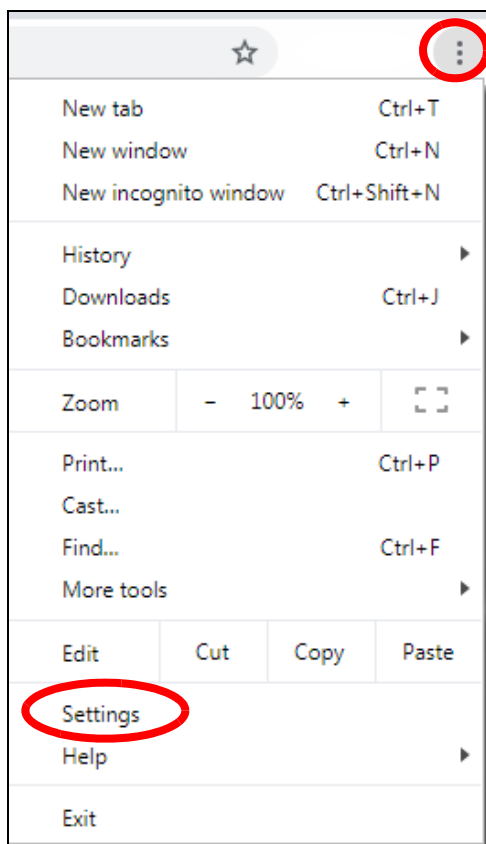 New tab Ctrl+T
New window Ctrl+N
New incognito window Ctrl+Shift+N
History
Downloads Ctrl+J
Bookmarks
Zoom - 100% +
Print... Ctrl+P
Cast...
Find... Ctrl+F
More tools
Edit Cut Copy Paste
Settings
Help
Exit